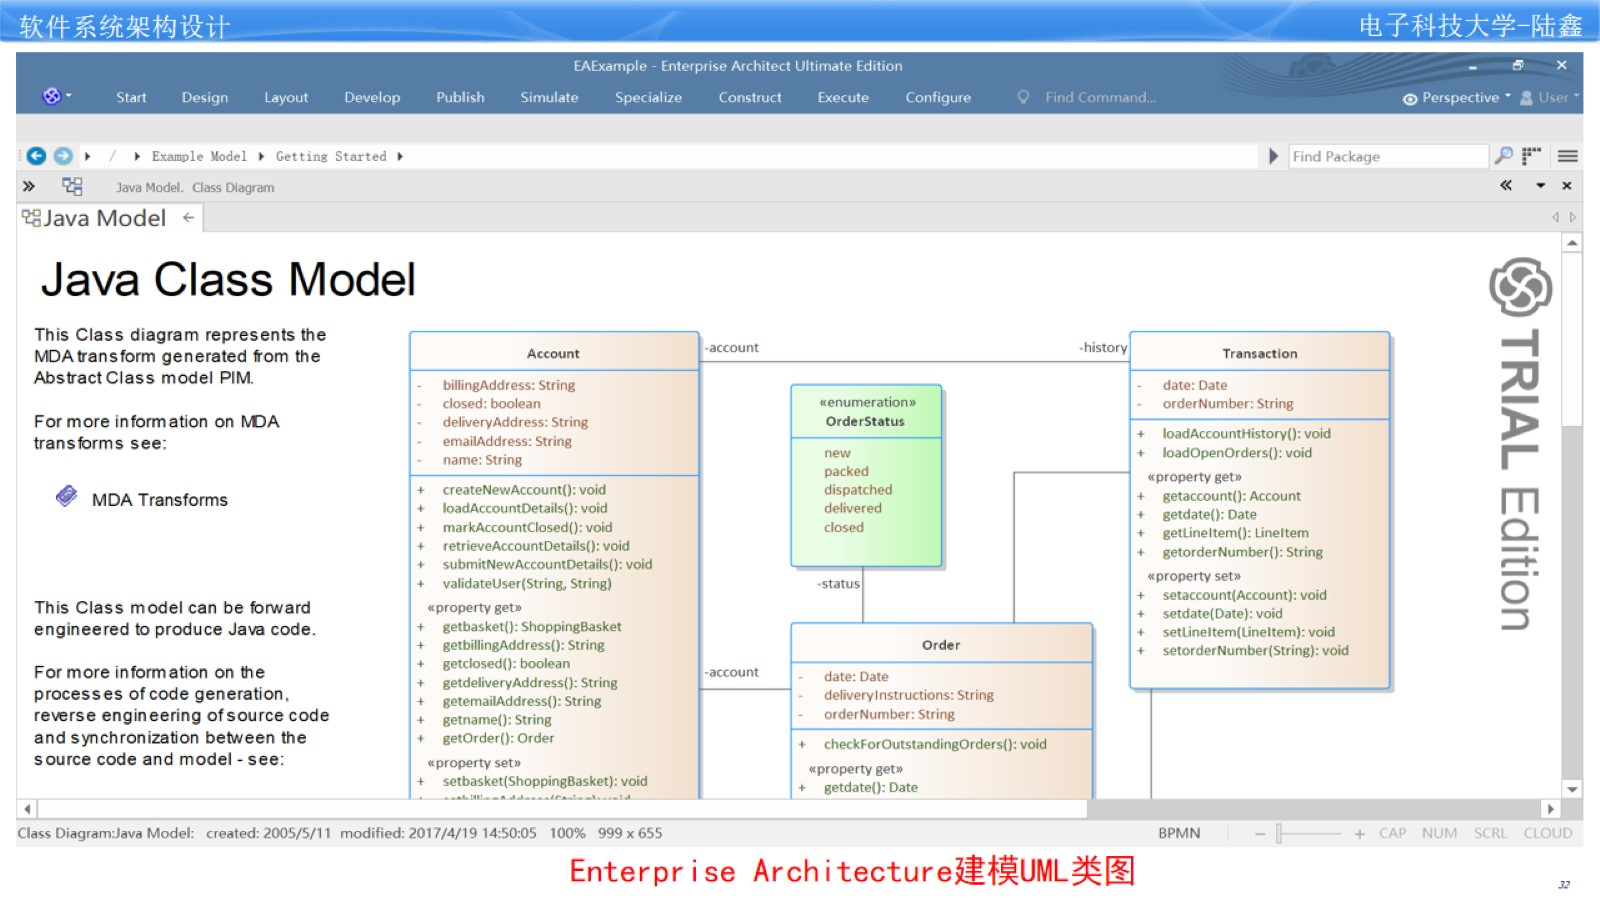 软件系统架构设计
电子科技大学-陆鑫
EAExample - Enterprise Architect Ultimate Edition
Start Design Layout Develop Publish Simulate Specialize Construct Execute Configure Find Command... Perspective User
/ Example Model Getting Started Find Package
Java Model. Class Diagram
Java Model
Java Class Model
This Class diagram represents the
MDA transform generated from the
Abstract Class model PIM.
For more information on MDA
transforms see:
MDA Transforms
This Class model can be forward
engineered to produce Java code.
For more information on the
processes of code generation,
reverse engineering of source code
and synchronization between the
source code and model - see:
Account
- billingAddress: String
- closed: boolean
- deliveryAddress: String
- emailAddress: String
- name: String
+ createNewAccount(): void
+ loadAccountDetails(): void
+ markAccountClosed(): void
+ retrieveAccountDetails(): void
+ submitNewAccountDetails(): void
+ validateUser(String, String)
«property get»
+ getbasket(): ShoppingBasket
+ getbillingAddress(): String
+ getclosed(): boolean
+ getdeliveryAddress(): String
+ getemailAddress(): String
+ getname(): String
+ getOrder(): Order
«property set»
+ setbasket(ShoppingBasket): void
-account
-history
«enumeration»
OrderStatus
new
packed
dispatched
delivered
closed
-status
-account
Order
- date: Date
- deliveryInstructions: String
- orderNumber: String
+ checkForOutstandingOrders(): void
«property get»
+ getdate(): Date
Transaction
- date: Date
- orderNumber: String
+ loadAccountHistory(): void
+ loadOpenOrders(): void
«property get»
+ getaccount(): Account
+ getdate(): Date
+ getLineItem(): LineItem
+ getorderNumber(): String
«property set»
+ setaccount(Account): void
+ setdate(Date): void
+ setLineItem(LineItem): void
+ setorderNumber(String): void
TRIAL Edition
Class Diagram:Java Model: created: 2005/5/11 modified: 2017/4/19 14:50:05 100% 999 x 655
BPMN CAP NUM SCRL CLOUD
Enterprise Architecture建模UML类图
32